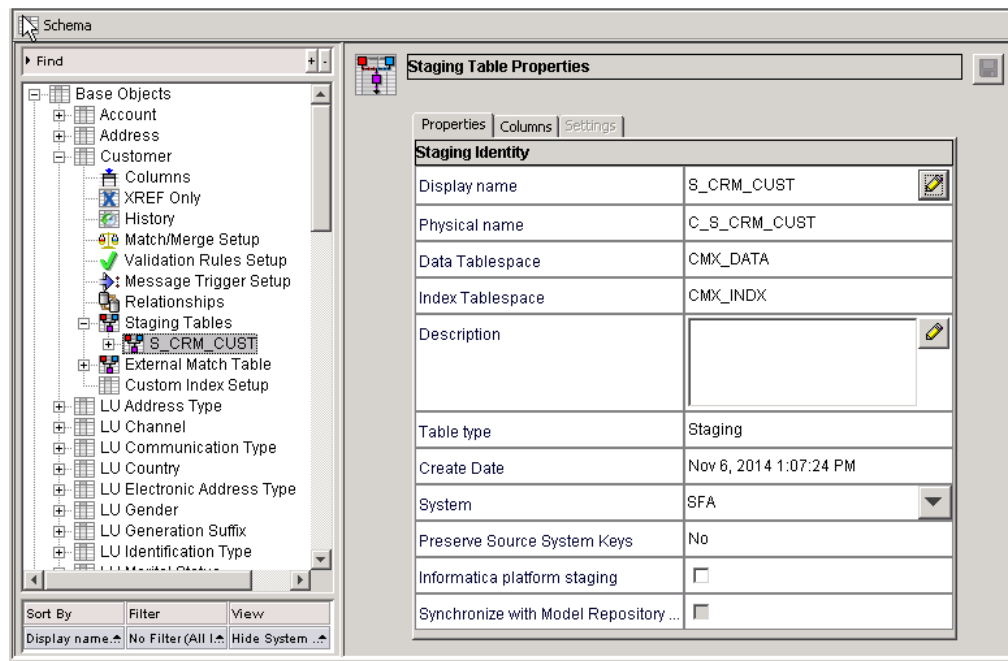 Schema
Find
+ -
Base Objects
Account
Address
Customer
Columns
XREF Only
History
Match/Merge Setup
Validation Rules Setup
Message Trigger Setup
Relationships
Staging Tables
S_CRM_CUST
External Match Table
Custom Index Setup
LU Address Type
LU Channel
LU Communication Type
LU Country
LU Electronic Address Type
LU Gender
LU Generation Suffix
LU Identification Type
LU Marital Status
Sort By Filter View
Display name... No Filter (All I... Hide System ...
Staging Table Properties
Properties Columns Settings
Staging Identity
Display name S_CRM_CUST
Physical name C_S_CRM_CUST
Data Tablespace CMX_DATA
Index Tablespace CMX_INDX
Description
Table type Staging
Create Date Nov 6, 2014 1:07:24 PM
System SFA
Preserve Source System Keys No
Informatica platform staging
Synchronize with Model Repository ...